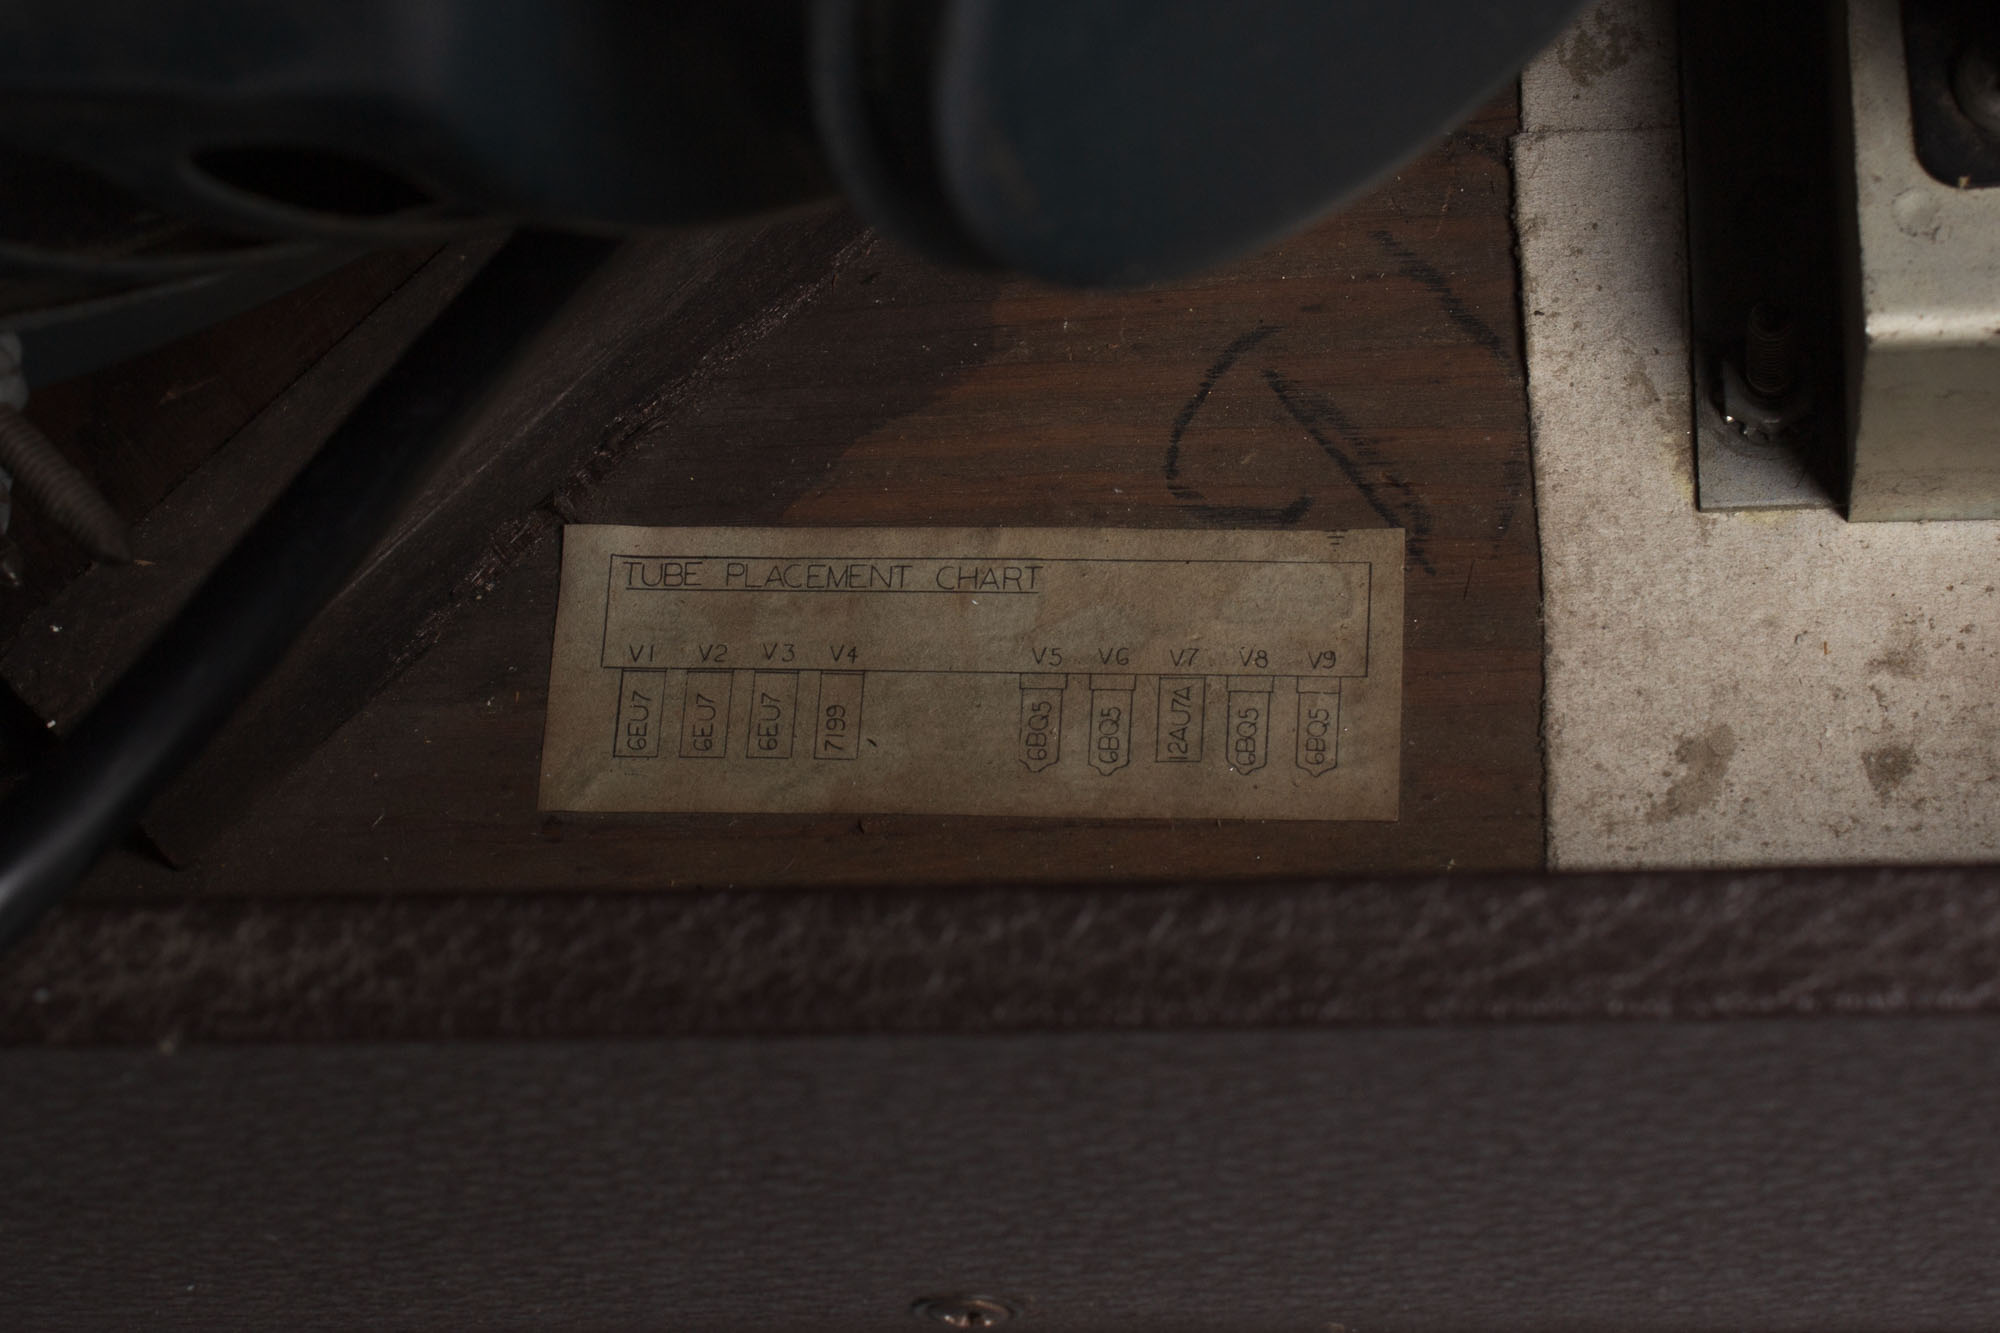 TUBE PLACEMENT CHART
V1 V2 V3 V4 V5 V6 V7 V8 V9
6EU7 6EU7 6EU7 7199 6BQ5 6BQ5 12AU7A 6BQ5 6BQ5